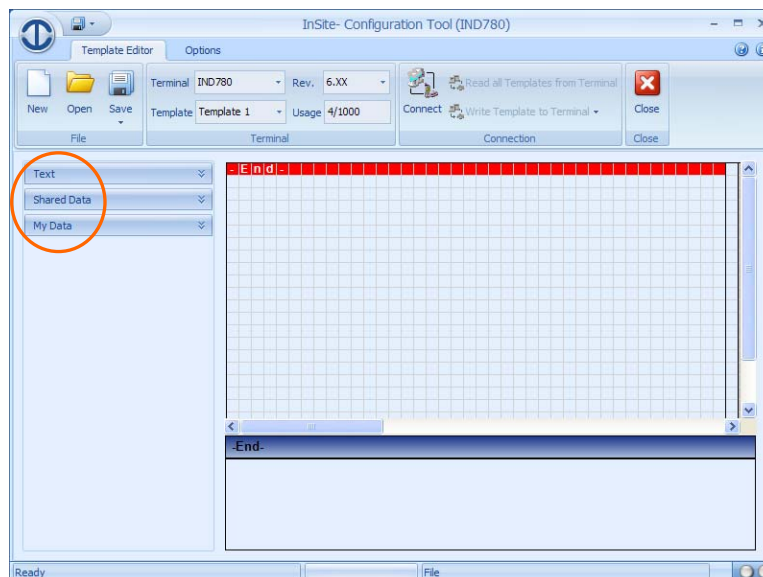 InSite- Configuration Tool (IND780)
Template Editor Options
Terminal IND780 Rev. 6.XX
Read all Templates from Terminal
New Open Save
Template Template 1 Usage 4/1000
Connect Write Template to Terminal
Close
File Terminal Connection Close
Text
-End-
Shared Data
My Data
-End-
Ready File